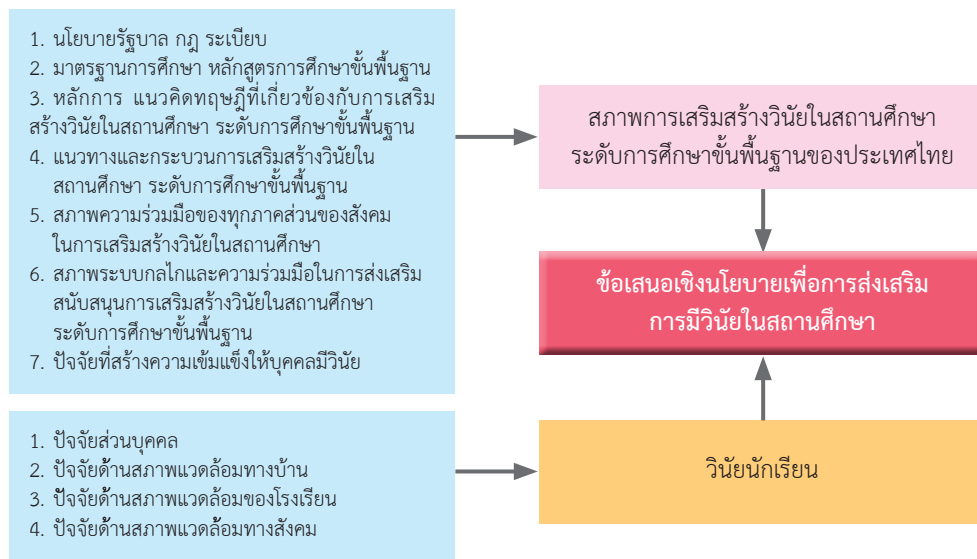 1. นโยบายรัฐบาล กฎ ระเบียบ
2. มาตรฐานการศึกษา หลักสูตรการศึกษาขั้นพื้นฐาน
3. หลักการ แนวคิดทฤษฎีที่เกี่ยวข้องกับการเสริม
สร้างวินัยในสถานศึกษา ระดับการศึกษาขั้นพื้นฐาน
4. แนวทางและกระบวนการเสริมสร้างวินัยใน
สถานศึกษา ระดับการศึกษาขั้นพื้นฐาน
5. สภาพความร่วมมือของทุกภาคส่วนของสังคม
ในการเสริมสร้างวินัยในสถานศึกษา
6. สภาพระบบกลไกและความร่วมมือในการส่งเสริม
สนับสนุนการเสริมสร้างวินัยในสถานศึกษา
ระดับการศึกษาขั้นพื้นฐาน
7. ปัจจัยที่สร้างความเข้มแข็งให้บุคคลมีวินัย
สภาพการเสริมสร้างวินัยในสถานศึกษา
ระดับการศึกษาขั้นพื้นฐานของประเทศไทย
ข้อเสนอเชิงนโยบายเพื่อการส่งเสริม
การมีวินัยในสถานศึกษา
1. ปัจจัยส่วนบุคคล
2. ปัจจัยด้านสภาพแวดล้อมทางบ้าน
3. ปัจจัยด้านสภาพแวดล้อมของโรงเรียน
4. ปัจจัยด้านสภาพแวดล้อมทางสังคม
วินัยนักเรียน